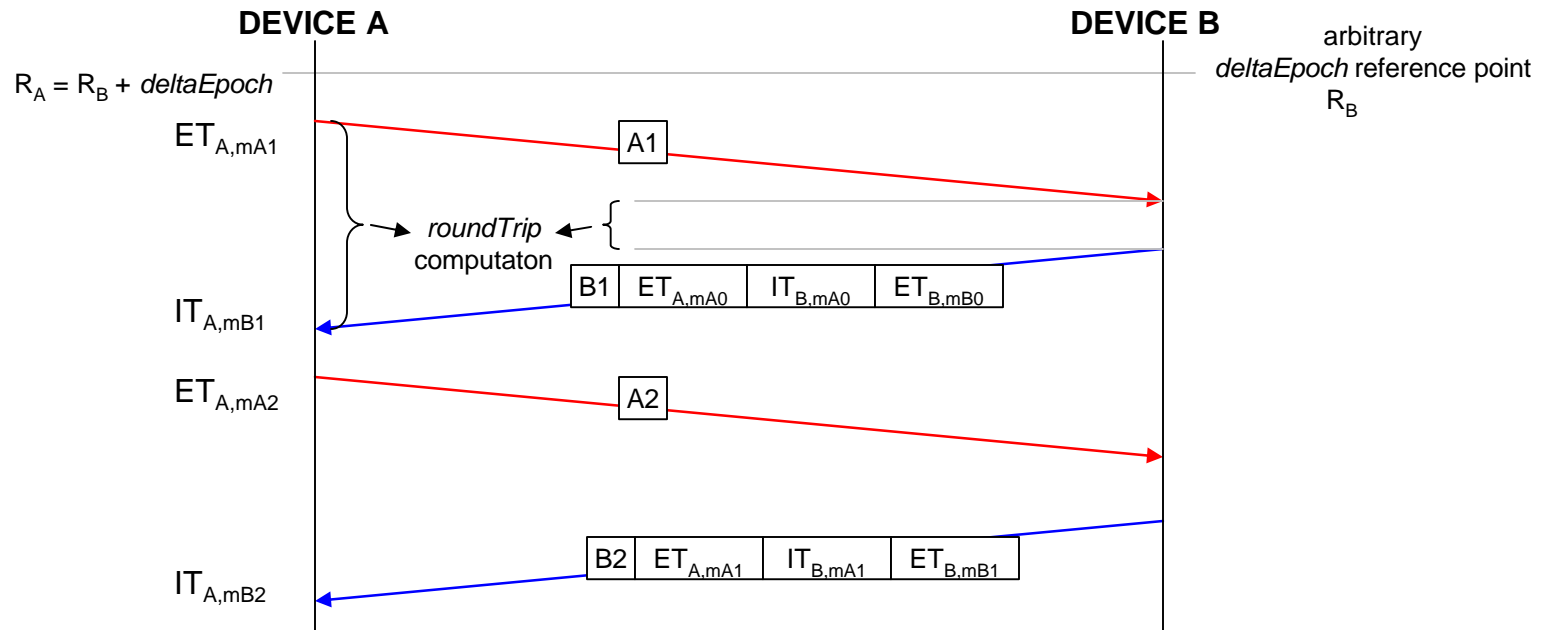 DEVICE A
DEVICE B
arbitrary
deltaEpoch reference point
R_B
R_A = R_B + deltaEpoch
ET_A,mA1
A1
roundTrip
computaton
B1 ET_A,mA0 IT_B,mA0 ET_B,mB0
IT_A,mB1
ET_A,mA2
A2
B2 ET_A,mA1 IT_B,mA1 ET_B,mB1
IT_A,mB2